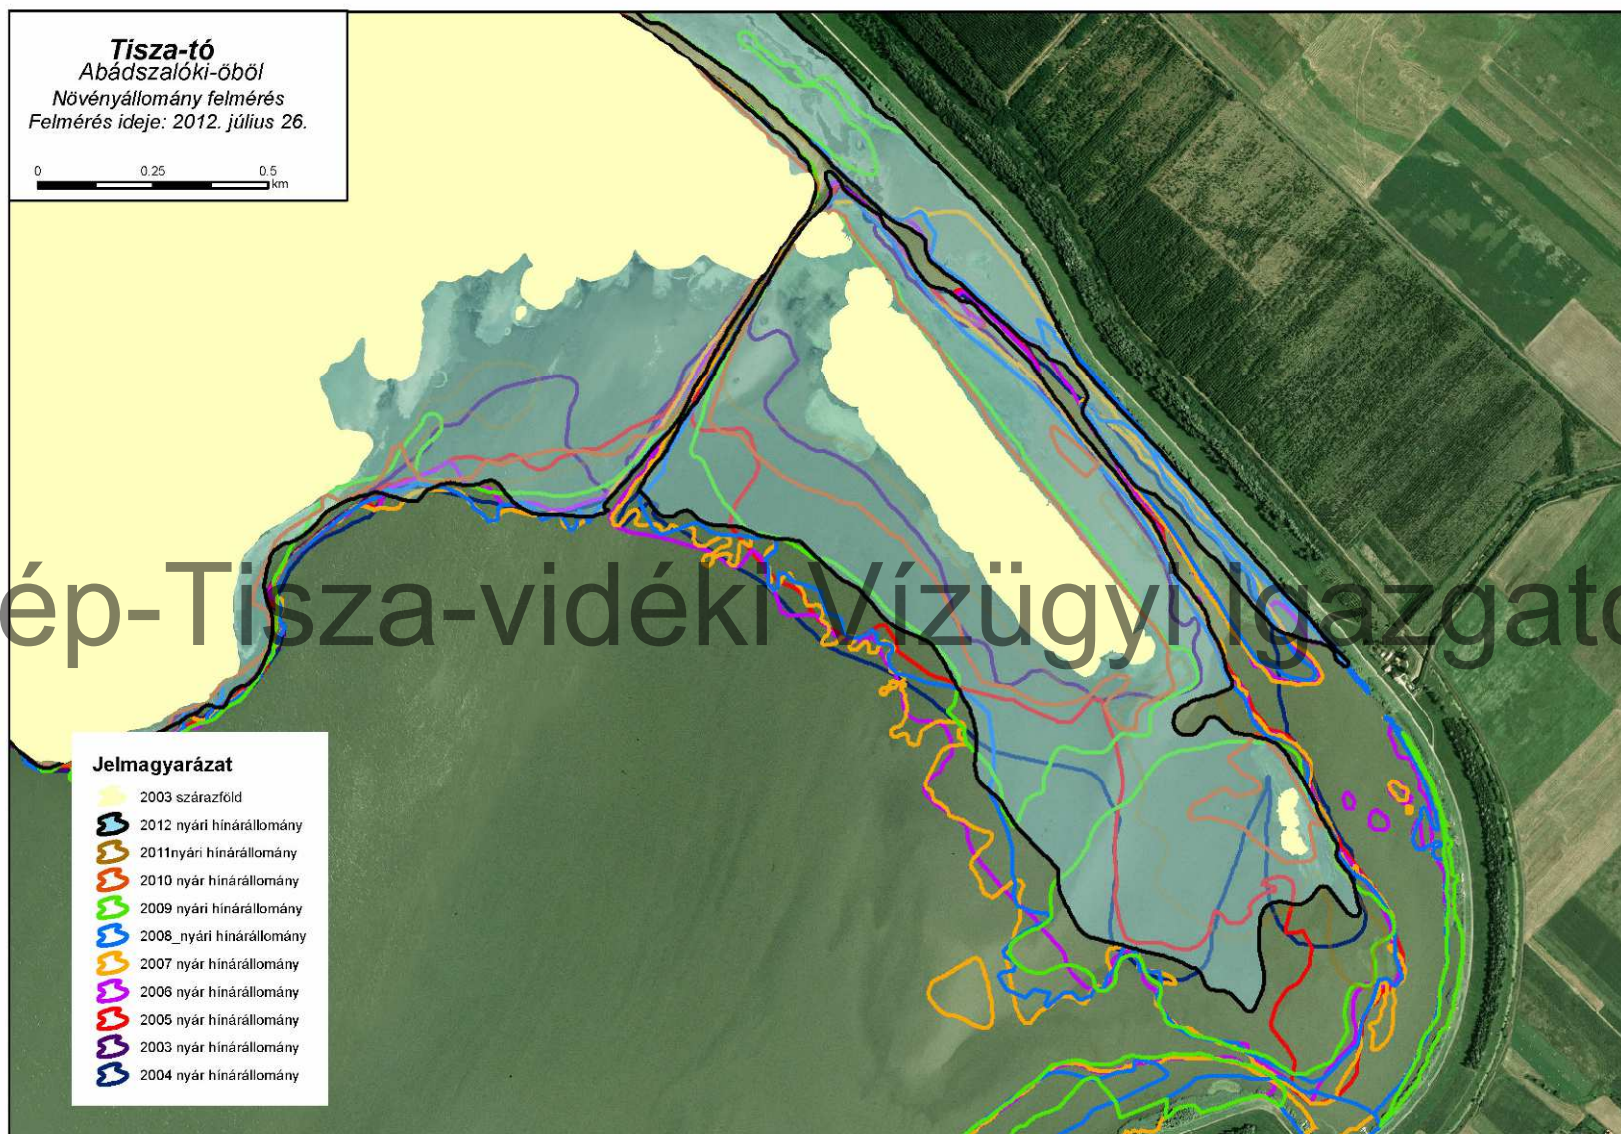 Tisza-tó
Abádszalóki-öböl
Növényállomány felmérés
Felmérés ideje: 2012. július 26.
0 0.25 0.5
km
ép-Tisza-vidéki Vízügyi Igazgató
Jelmagyarázat
2003 szárazföld
2012 nyári hínárállomány
2011nyári hínárállomány
2010 nyár hínárállomány
2009 nyári hínárállomány
2008_nyári hínárállomány
2007 nyár hínárállomány
2006 nyár hínárállomány
2005 nyár hínárállomány
2003 nyár hínárállomány
2004 nyár hínárállomány